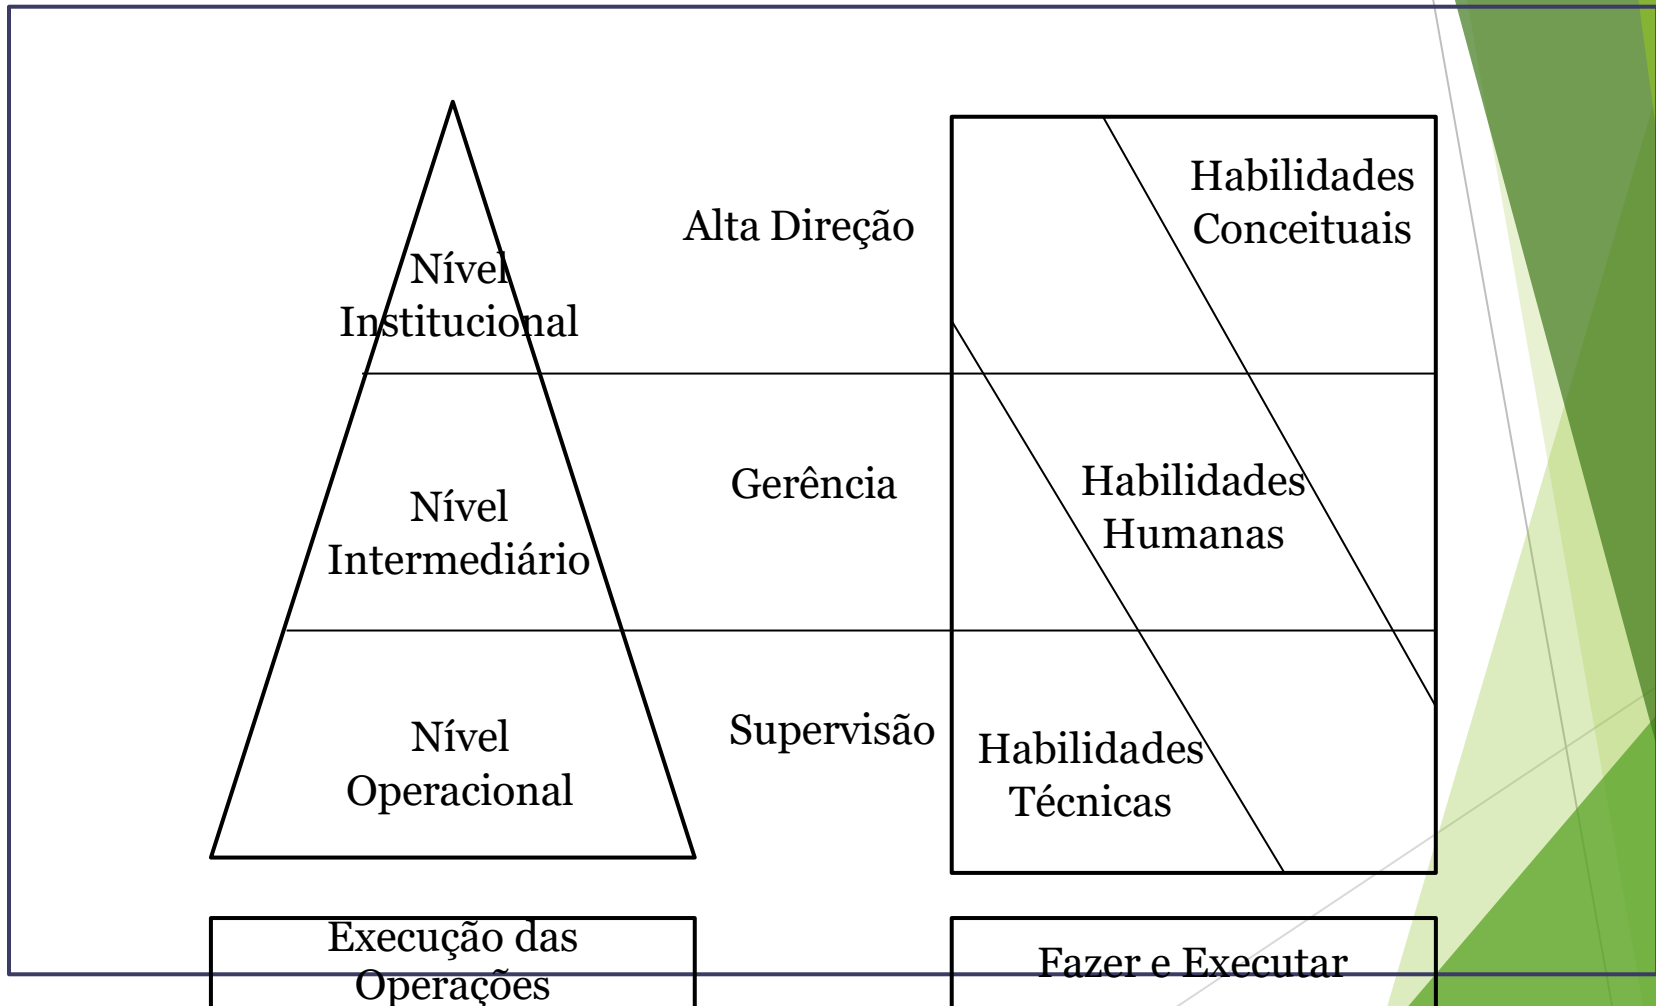 Nível
Institucional
Alta Direção
Habilidades
Conceituais
Nível
Intermediário
Gerência
Habilidades
Humanas
Nível
Operacional
Supervisão
Habilidades
Técnicas
Execução das
Operações
Fazer e Executar